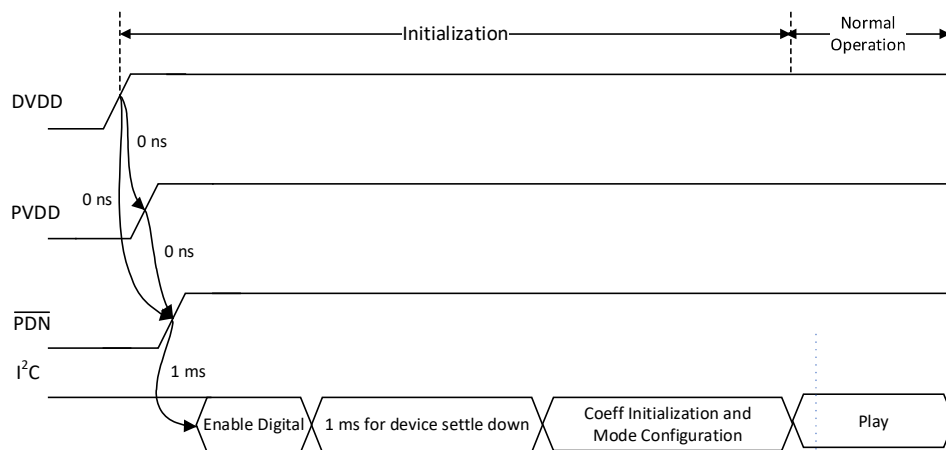 Initialization
Normal
Operation
DVDD
0 ns
0 ns
PVDD
0 ns
PDN
I²C
1 ms
Enable Digital
1 ms for device settle down
Coeff Initialization and
Mode Configuration
Play